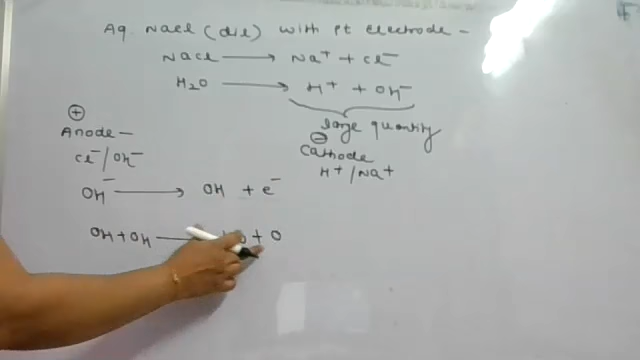 Aq. NaCl (dil) with Pt electrode -
NaCl → Na⁺ + Cl⁻
H₂O → H⁺ + OH⁻
large quantity
⊕
Anode -
Cl⁻/OH⁻
⊖
Cathode
H⁺/Na⁺
OH⁻ → OH + e⁻
OH + OH → + O